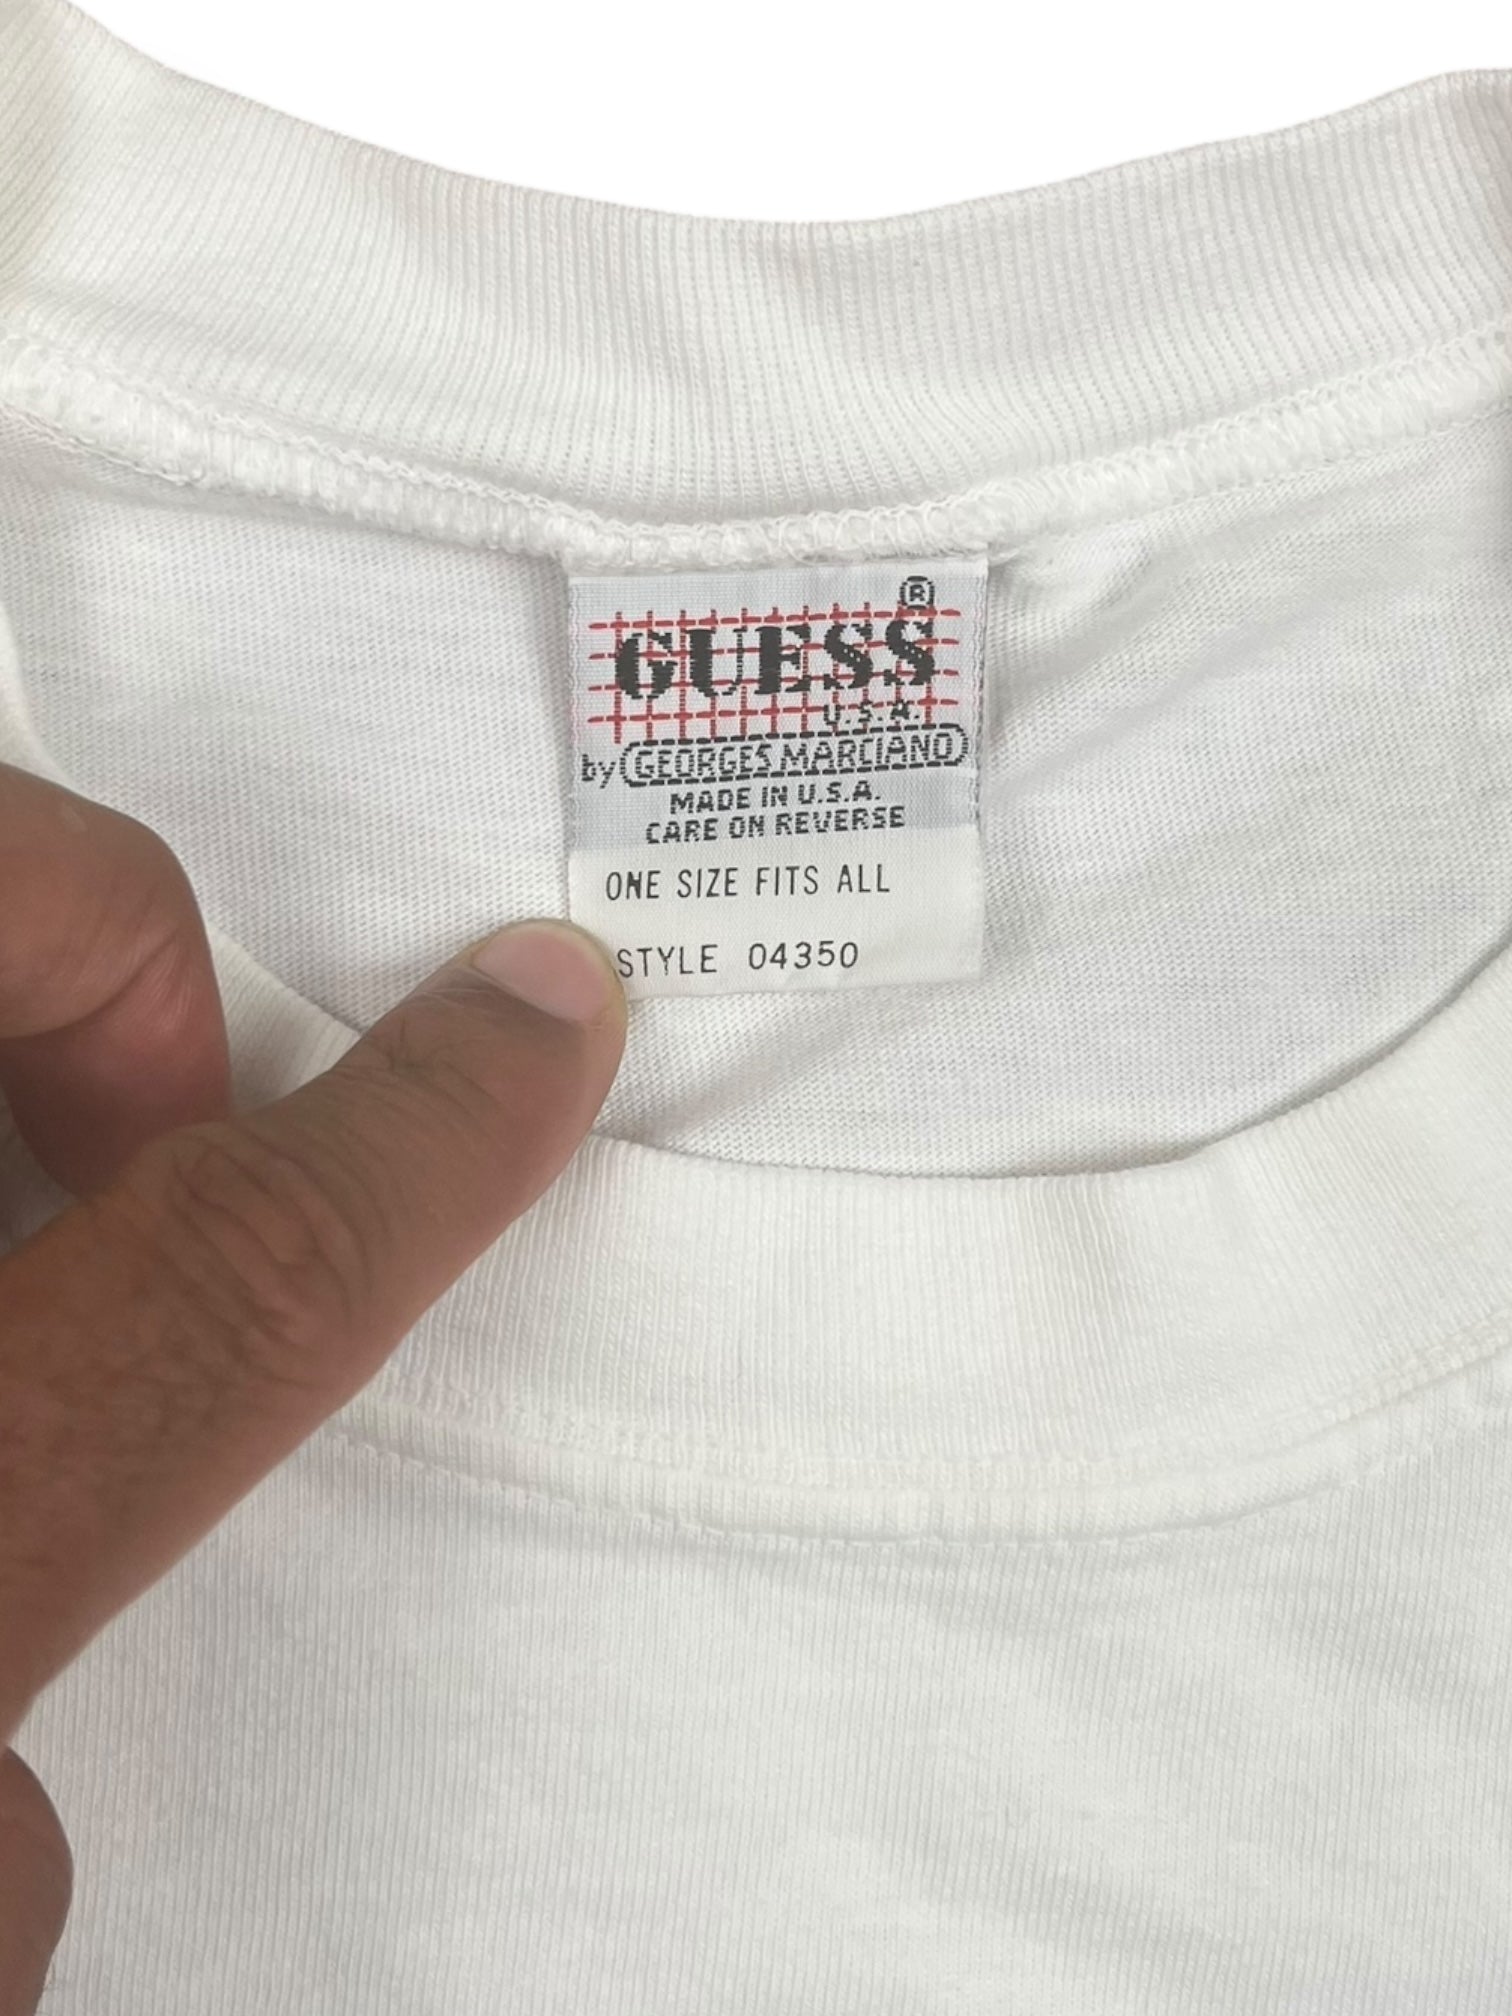 ®
GUESS
U.S.A.
by GEORGES MARCIANO
MADE IN U.S.A.
CARE ON REVERSE
ONE SIZE FITS ALL
STYLE 04350